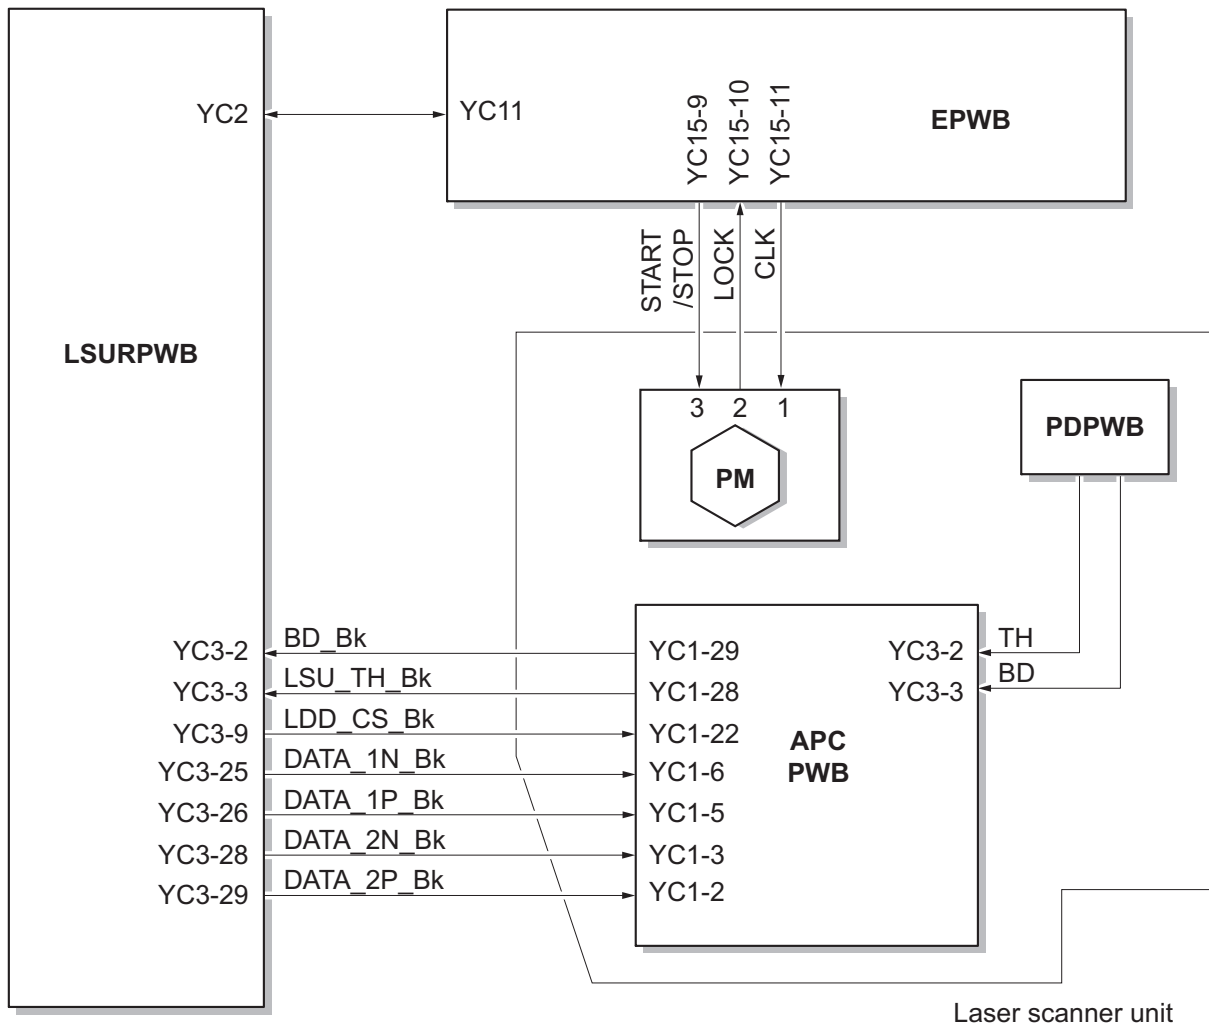 YC2
YC11
YC15-9
YC15-10
YC15-11
EPWB
START
/STOP
LOCK
CLK
LSURPWB
3 2 1
PM
PDPWB
YC3-2 BD_Bk YC1-29 YC3-2 TH
YC3-3 LSU_TH_Bk YC1-28 YC3-3 BD
YC3-9 LDD_CS_Bk YC1-22
APC
PWB
YC3-25 DATA_1N_Bk YC1-6
YC3-26 DATA_1P_Bk YC1-5
YC3-28 DATA_2N_Bk YC1-3
YC3-29 DATA_2P_Bk YC1-2
Laser scanner unit